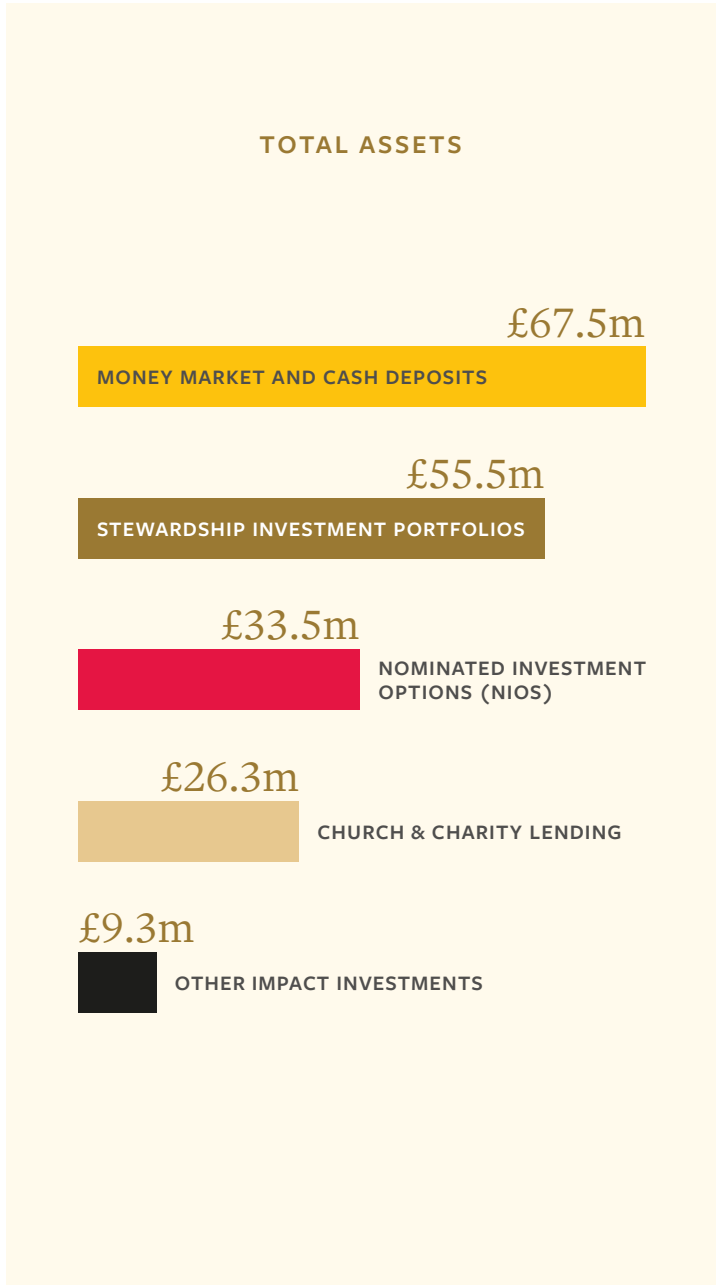 TOTAL ASSETS
£67.5m
MONEY MARKET AND CASH DEPOSITS
£55.5m
STEWARDSHIP INVESTMENT PORTFOLIOS
£33.5m
NOMINATED INVESTMENT
OPTIONS (NIOS)
£26.3m
CHURCH & CHARITY LENDING
£9.3m
OTHER IMPACT INVESTMENTS